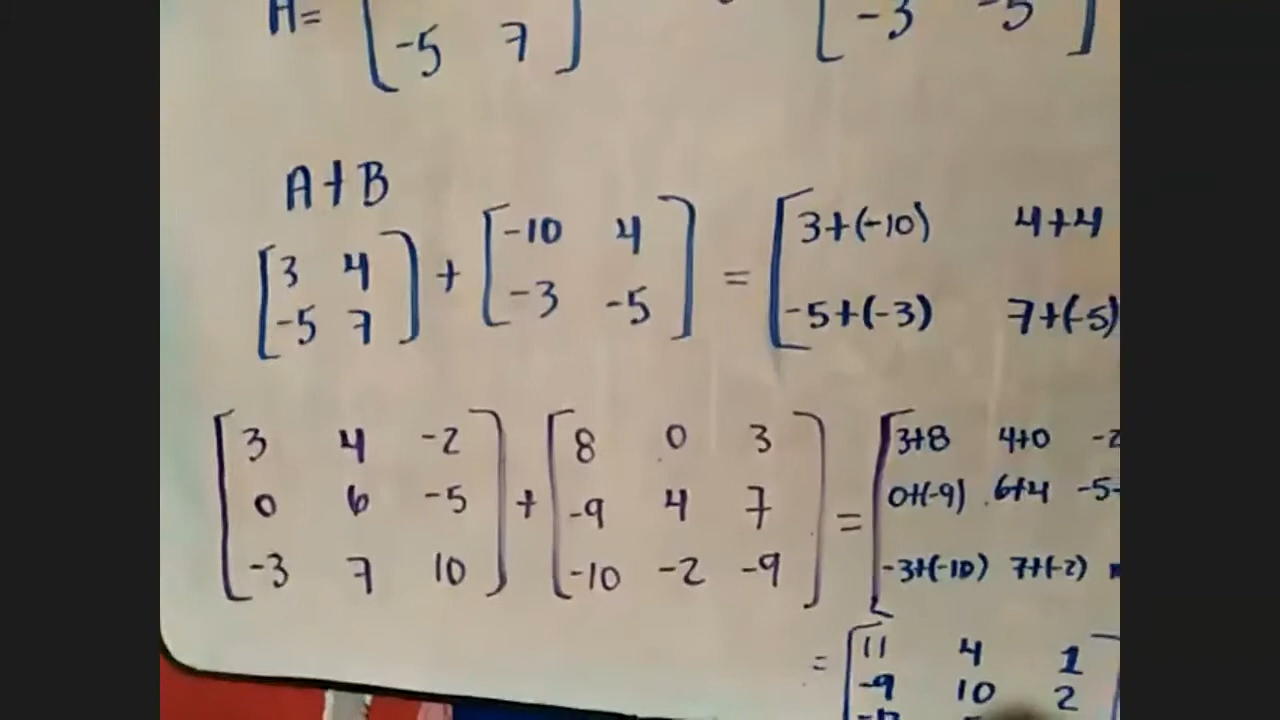 A=
-5 7 -3 -5
A+B
[3 4] + [-10 4] = [3+(-10) 4+4
[-5 7] [-3 -5] [-5+(-3) 7+(-5)
[3 4 -2] [8 0 3] [3+8 4+0 -2
[0 6 -5] + [-9 4 7] = [0+(-9) 6+4 -5-
[-3 7 10] [-10 -2 -9] [-3+(-10) 7+(-2)
= [11 4 1
[-9 10 2